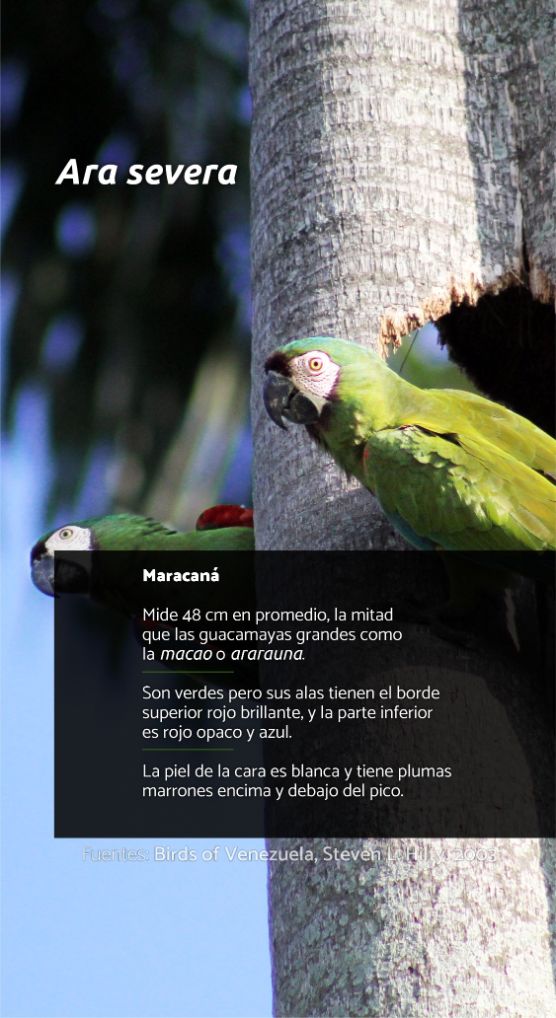 Ara severa
Maracaná
Mide 48 cm en promedio, la mitad
que las guacamayas grandes como
la macao o ararauna.
Son verdes pero sus alas tienen el borde
superior rojo brillante, y la parte inferior
es rojo opaco y azul.
La piel de la cara es blanca y tiene plumas
marrones encima y debajo del pico.
Fuentes: Birds of Venezuela, Steven L. Hilty, 2003